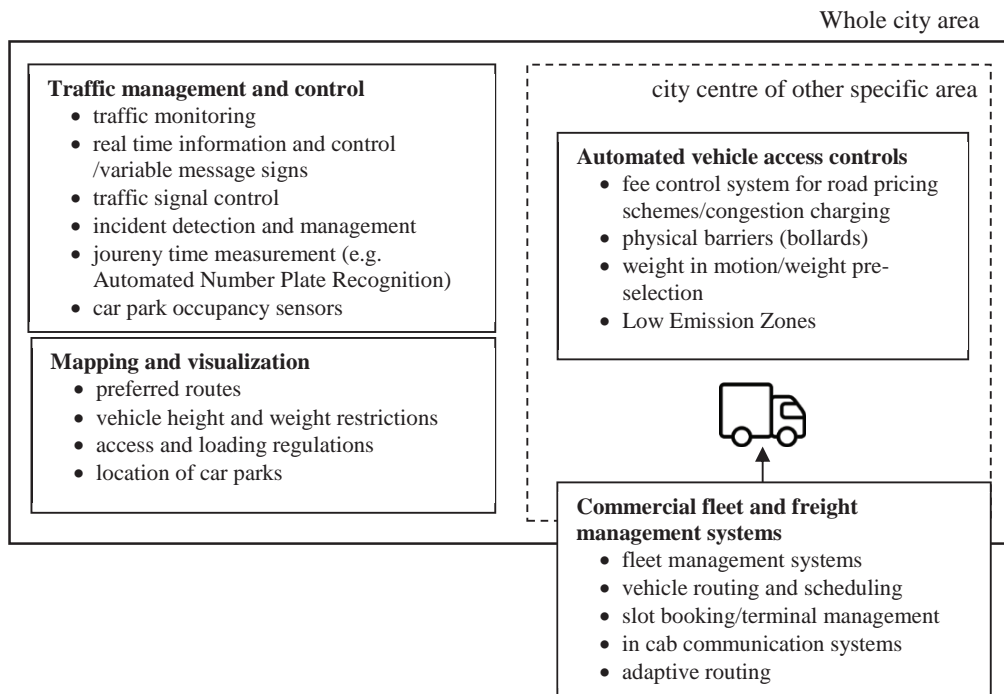 Whole city area
Traffic management and control
• traffic monitoring
• real time information and control
/variable message signs
• traffic signal control
• incident detection and management
• joureny time measurement (e.g.
Automated Number Plate Recognition)
• car park occupancy sensors
Mapping and visualization
• preferred routes
• vehicle height and weight restrictions
• access and loading regulations
• location of car parks
city centre of other specific area
Automated vehicle access controls
• fee control system for road pricing
schemes/congestion charging
• physical barriers (bollards)
• weight in motion/weight pre-
selection
• Low Emission Zones
Commercial fleet and freight
management systems
• fleet management systems
• vehicle routing and scheduling
• slot booking/terminal management
• in cab communication systems
• adaptive routing